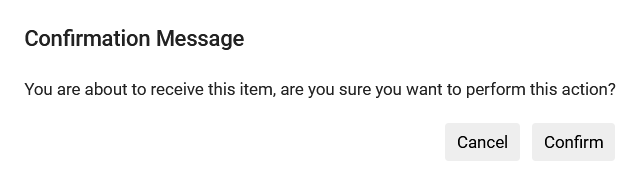 Confirmation Message
You are about to receive this item, are you sure you want to perform this action?
Cancel Confirm